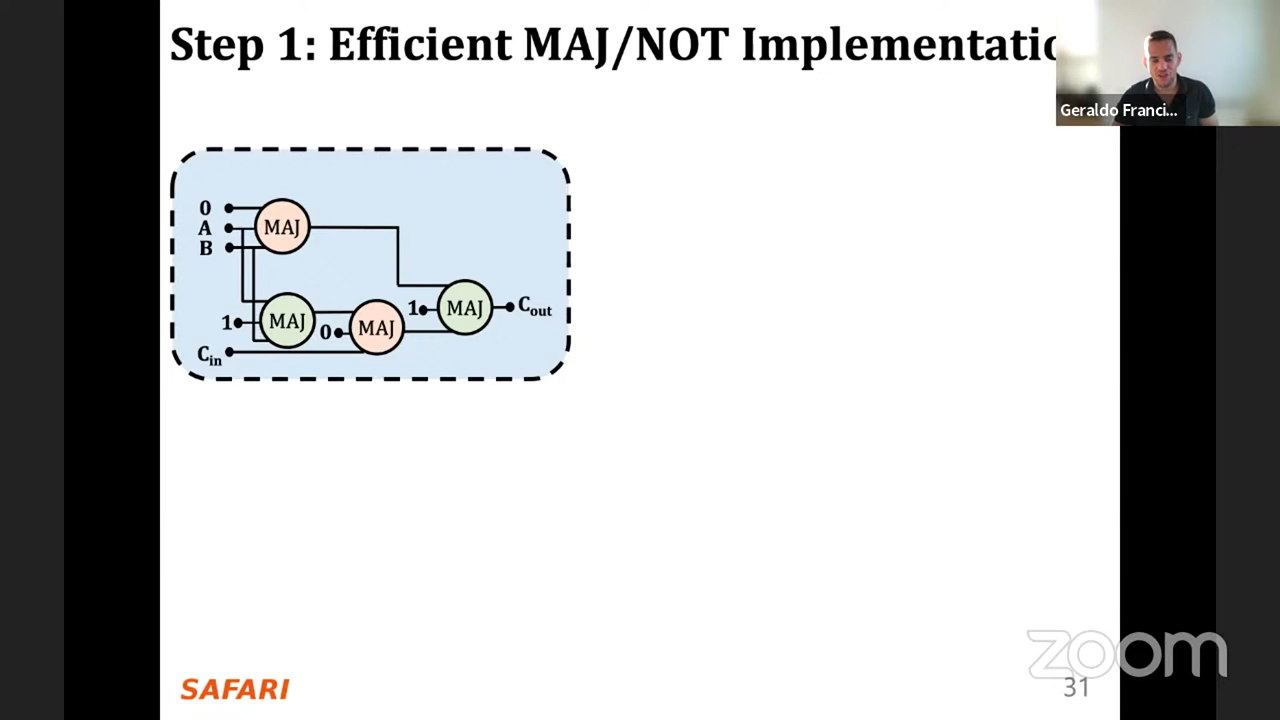 Step 1: Efficient MAJ/NOT Implementatio
Geraldo Franci...
0
A
B
MAJ
1
MAJ
0
MAJ
1
MAJ
Cout
Cin
SAFARI
zoom
31